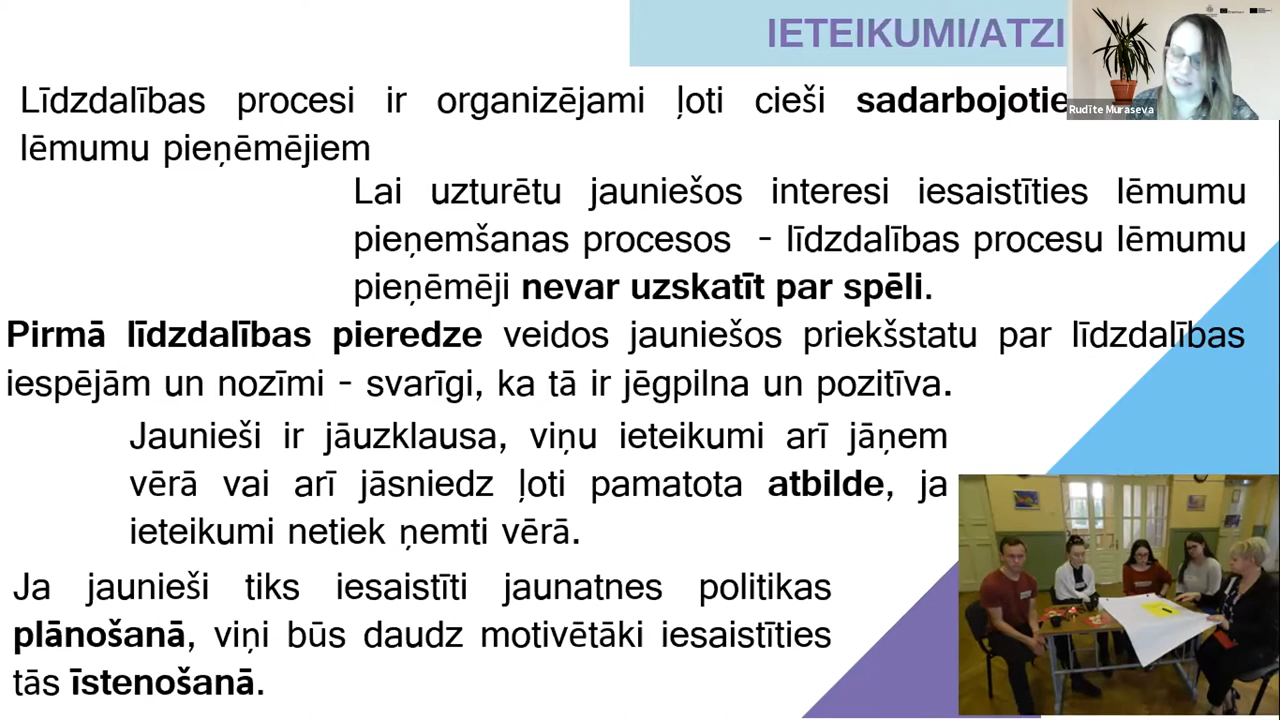 IETEIKUMI/ATZI
Rudīte Muraseva
Līdzdalības procesi ir organizējami ļoti cieši sadarbojotie
lēmumu pieņēmējiem
Lai uzturētu jauniešos interesi iesaistīties lēmumu
pieņemšanas procesos - līdzdalības procesu lēmumu
pieņēmēji nevar uzskatīt par spēli.
Pirmā līdzdalības pieredze veidos jauniešos priekšstatu par līdzdalības
iespējām un nozīmi - svarīgi, ka tā ir jēgpilna un pozitīva.
Jaunieši ir jāuzklausa, viņu ieteikumi arī jāņem
vērā vai arī jāsniedz ļoti pamatota atbilde, ja
ieteikumi netiek ņemti vērā.
Ja jaunieši tiks iesaistīti jaunatnes politikas
plānošanā, viņi būs daudz motivētāki iesaistīties
tās īstenošanā.